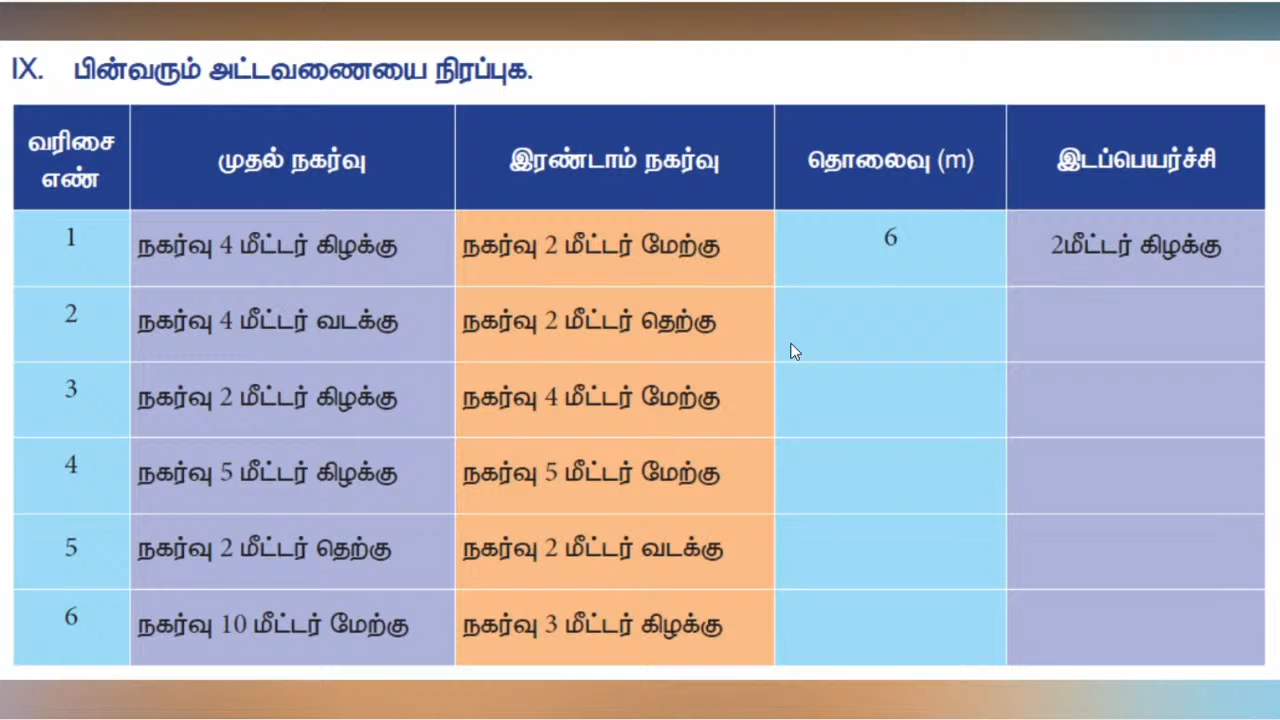 IX. பின்வரும் அட்டவணையை நிரப்புக.
வரிசை எண் முதல் நகர்வு இரண்டாம் நகர்வு தொலைவு (m) இடப்பெயர்ச்சி
1 நகர்வு 4 மீட்டர் கிழக்கு நகர்வு 2 மீட்டர் மேற்கு 6 2மீட்டர் கிழக்கு
2 நகர்வு 4 மீட்டர் வடக்கு நகர்வு 2 மீட்டர் தெற்கு
3 நகர்வு 2 மீட்டர் கிழக்கு நகர்வு 4 மீட்டர் மேற்கு
4 நகர்வு 5 மீட்டர் கிழக்கு நகர்வு 5 மீட்டர் மேற்கு
5 நகர்வு 2 மீட்டர் தெற்கு நகர்வு 2 மீட்டர் வடக்கு
6 நகர்வு 10 மீட்டர் மேற்கு நகர்வு 3 மீட்டர் கிழக்கு